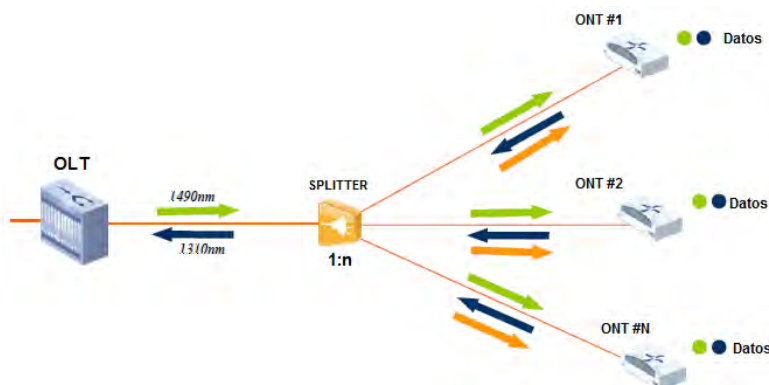 ONT #1
Datos
OLT
1490nm
SPLITTER
ONT #2
Datos
1310nm
1:n
ONT #N
Datos